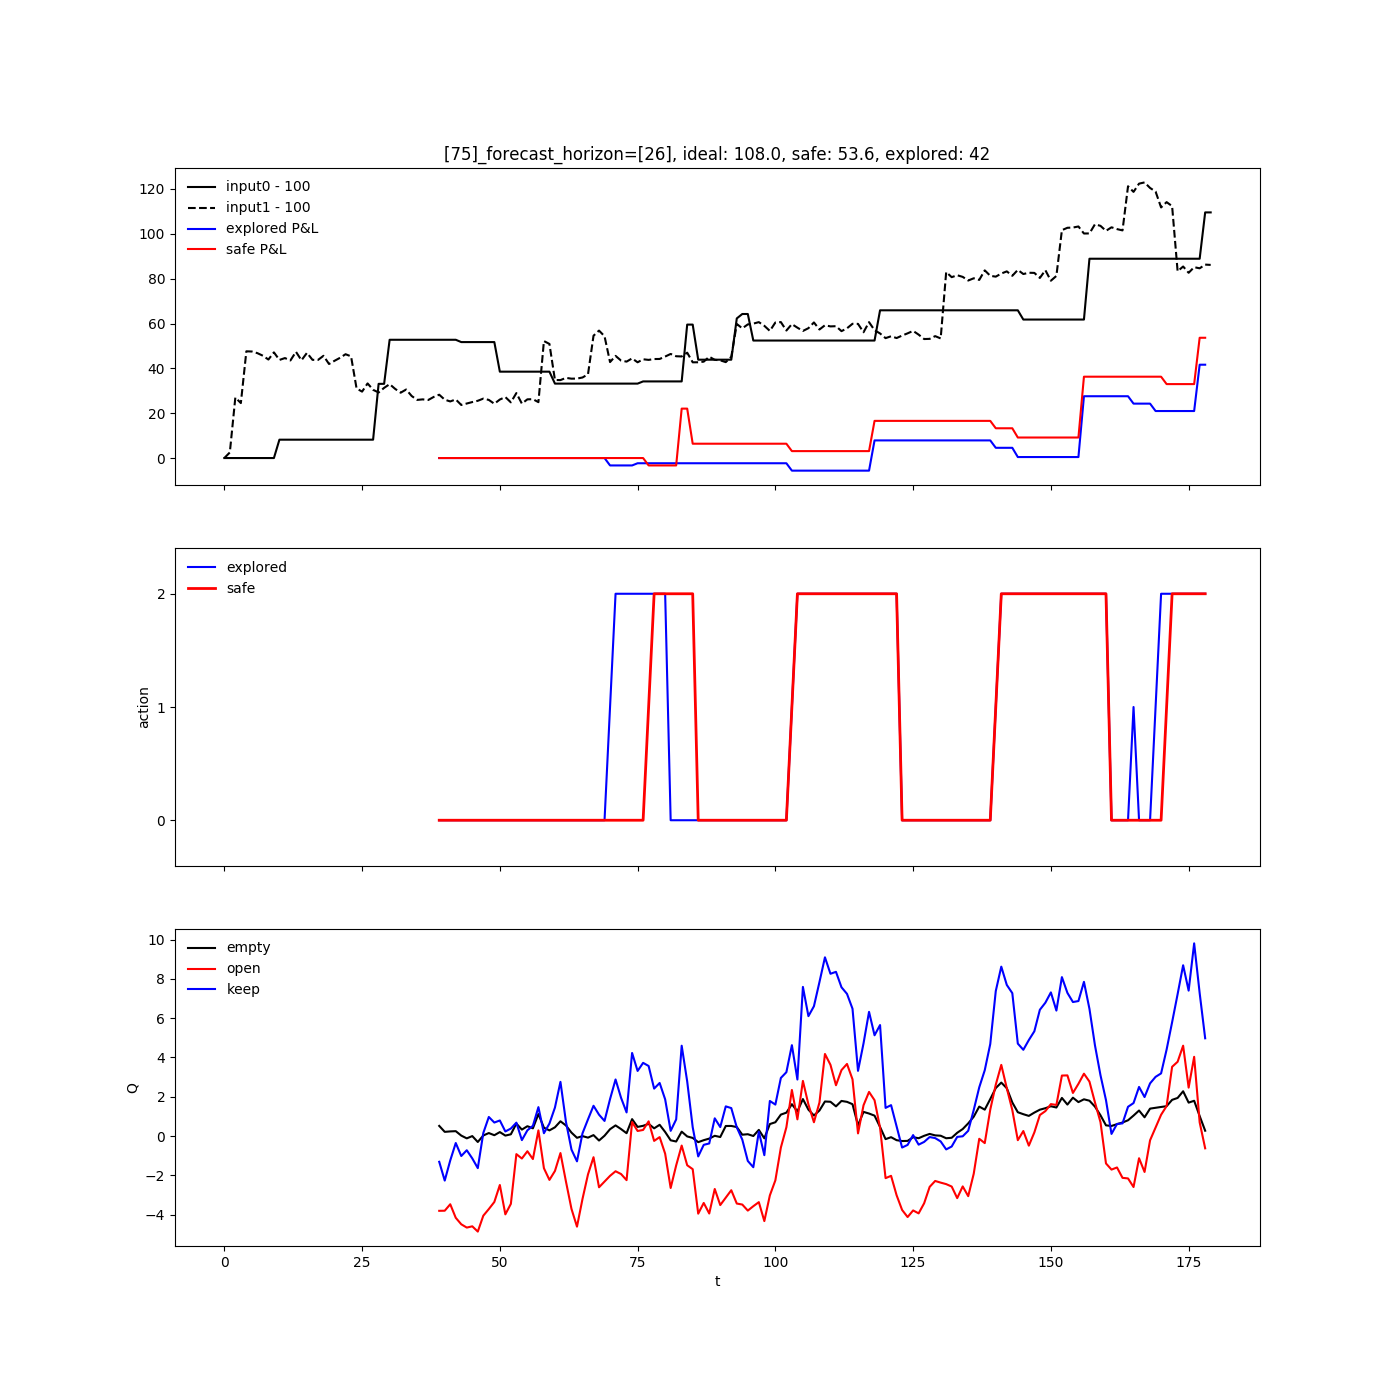 [75]_forecast_horizon=[26], ideal: 108.0, safe: 53.6, explored: 42
120
100
80
60
40
20
0
input0 - 100
input1 - 100
explored P&L
safe P&L
action
2
1
0
explored
safe
Q
10
8
6
4
2
0
−2
−4
empty
open
keep
0
25
50
75
100
125
150
175
t